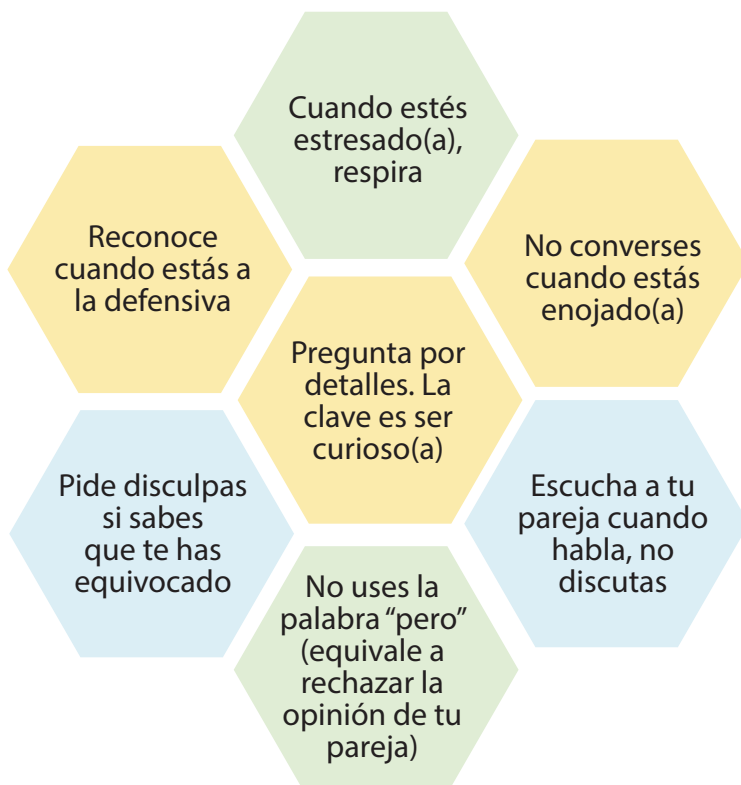 Cuando estés
estresado(a),
respira
Reconoce
cuando estás a
la defensiva
No converses
cuando estás
enojado(a)
Pregunta por
detalles. La
clave es ser
curioso(a)
Pide disculpas
si sabes
que te has
equivocado
Escucha a tu
pareja cuando
habla, no
discutas
No uses la
palabra “pero”
(equivale a
rechazar la
opinión de tu
pareja)